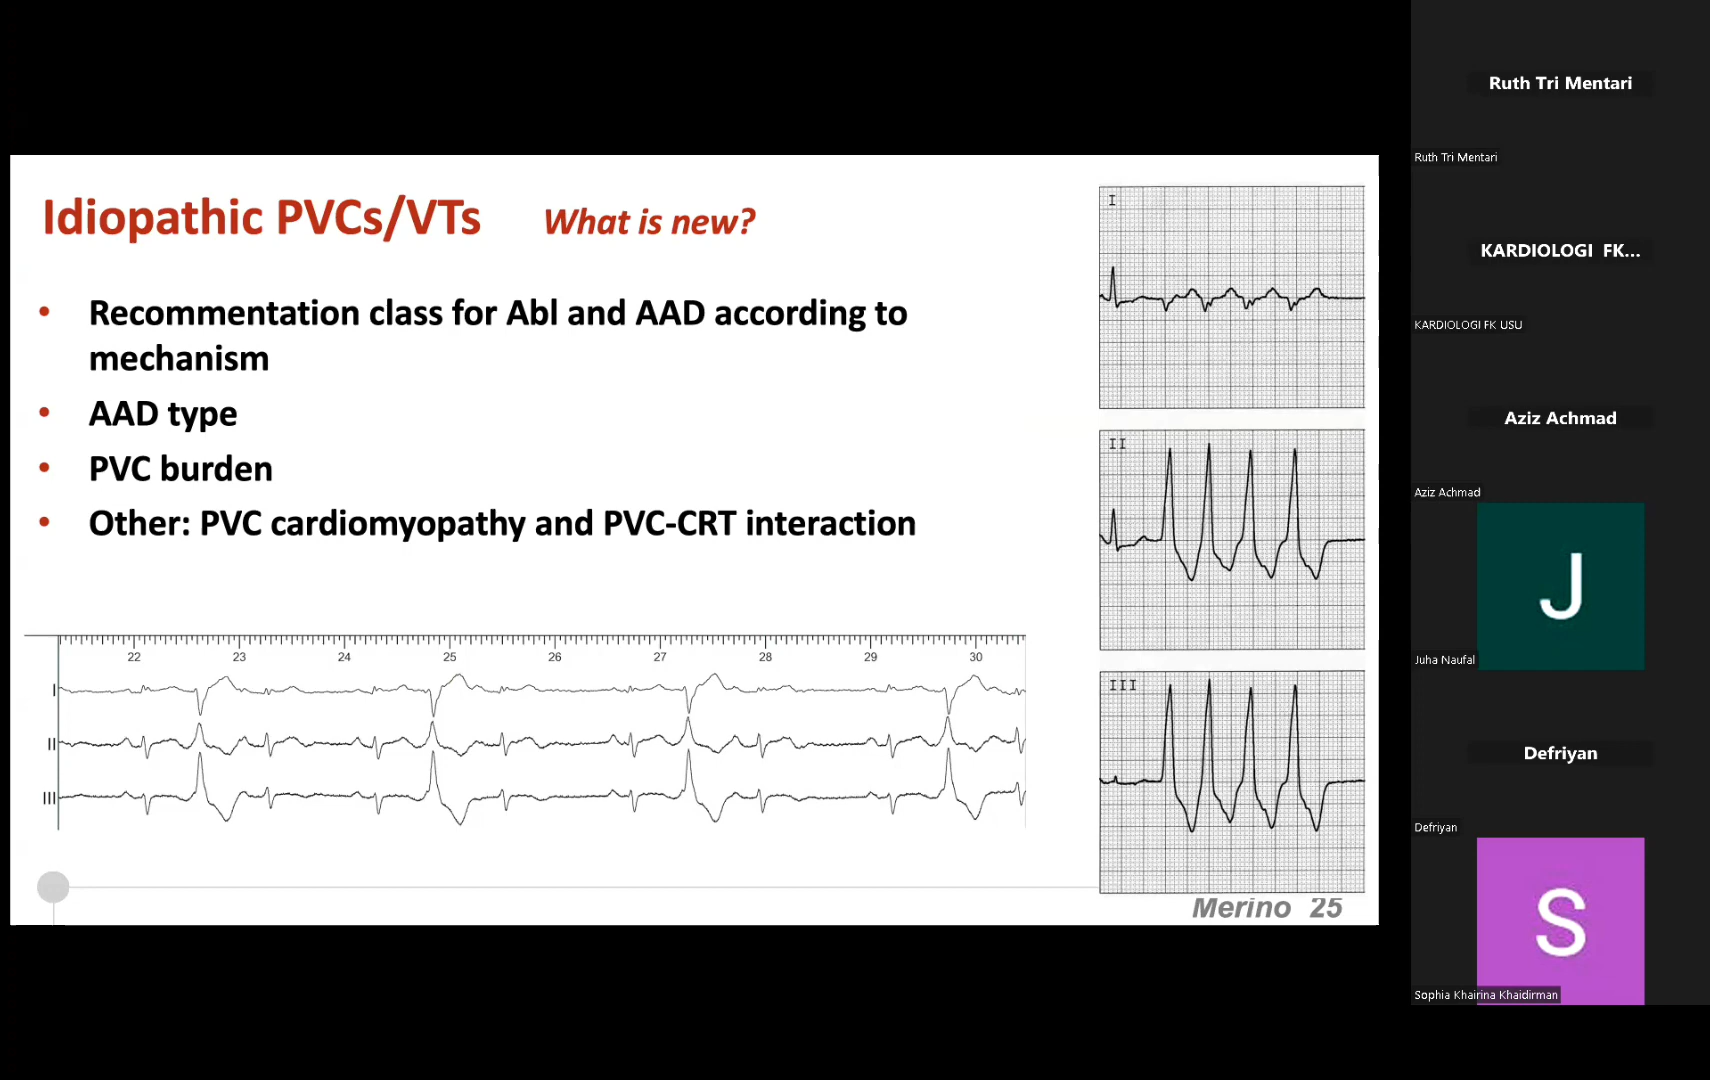 Idiopathic PVCs/VTs What is new?
• Recommentation class for Abl and AAD according to
mechanism
• AAD type
• PVC burden
• Other: PVC cardiomyopathy and PVC-CRT interaction
22 23 24 25 26 27 28 29 30
I
II
III
I
II
III
Merino 25
Ruth Tri Mentari
Ruth Tri Mentari
KARDIOLOGI FK...
KARDIOLOGI FK USU
Aziz Achmad
Aziz Achmad
J
Juha Naufal
Defriyan
Defriyan
S
Sophia Khairina Khaidirman